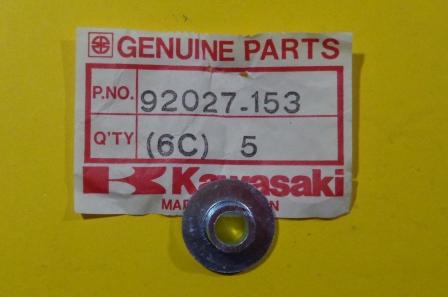 GENUINE PARTS
P.NO. 92027-153
Q'TY (6C) 5
Kawasaki